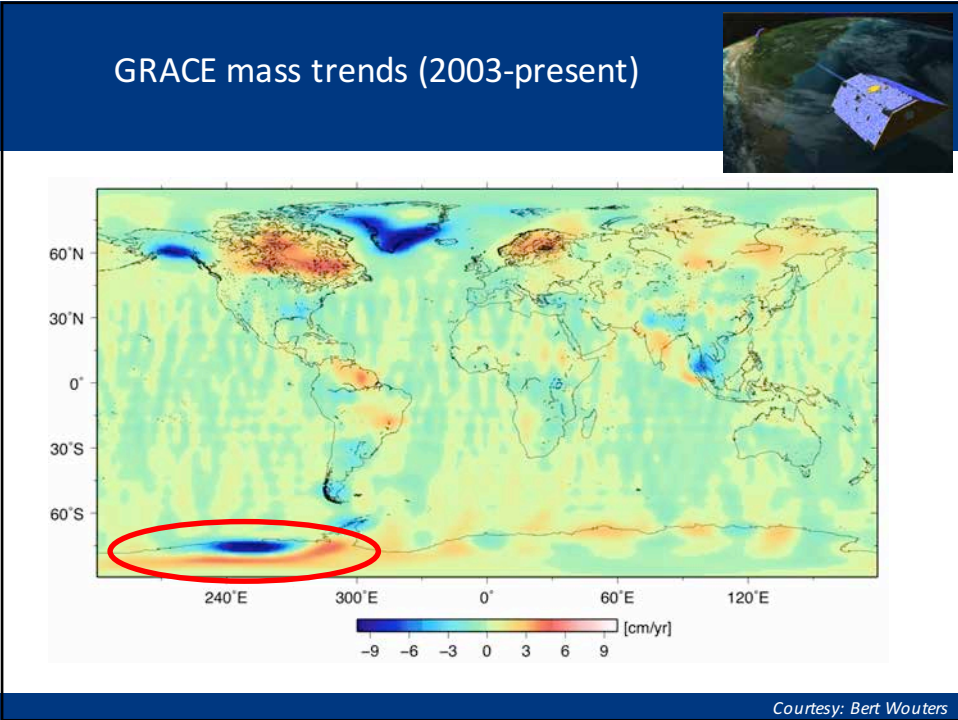 GRACE mass trends (2003-present)
60˚N
30˚N
0˚
30˚S
60˚S
240˚E 300˚E 0˚ 60˚E 120˚E
[cm/yr]
−9 −6 −3 0 3 6 9
Courtesy: Bert Wouters